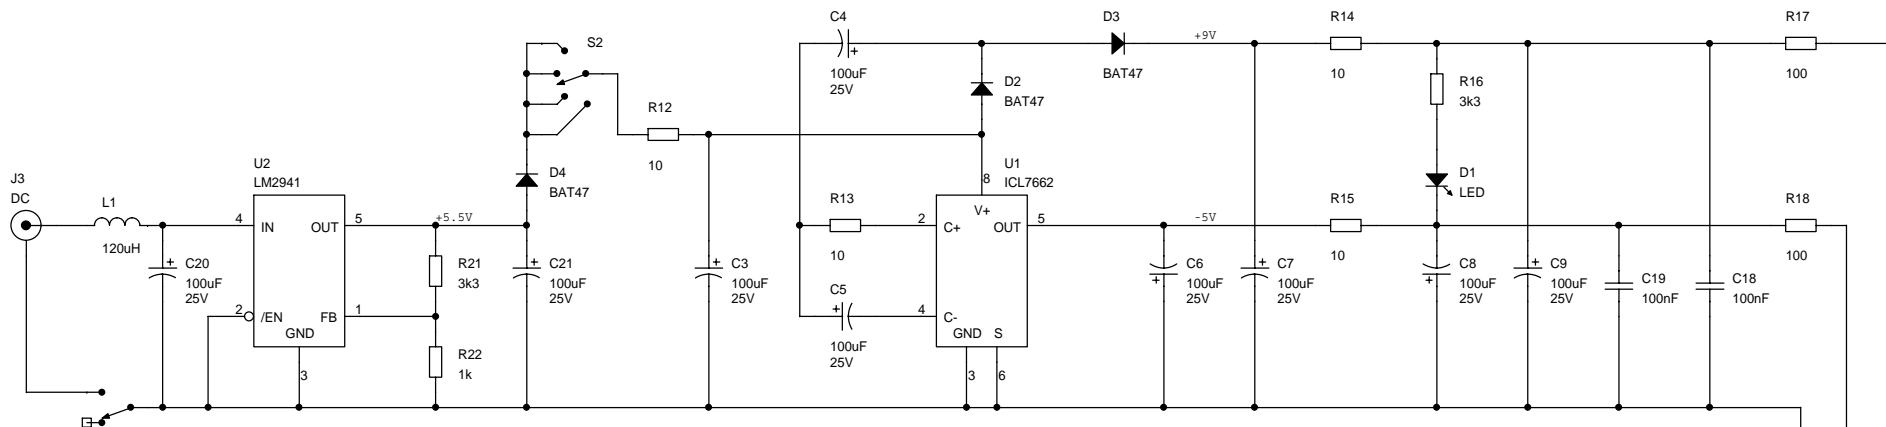 C4
100uF
25V
D3
BAT47
+9V
R14
10
R17
100
S2
D2
BAT47
R16
3k3
R12
10
D1
LED
J3
DC
L1
120uH
U2
LM2941
4
IN
OUT
5
2
/EN
FB
1
GND
3
D4
BAT47
+5.5V
C20
100uF
25V
R21
3k3
R22
1k
C21
100uF
25V
C3
100uF
25V
R13
10
C5
100uF
25V
U1
ICL7662
8
V+
2
C+
OUT
5
4
C-
GND
S
3
6
-5V
R15
10
R18
100
C6
100uF
25V
C7
100uF
25V
C8
100uF
25V
C9
100uF
25V
C19
100nF
C18
100nF